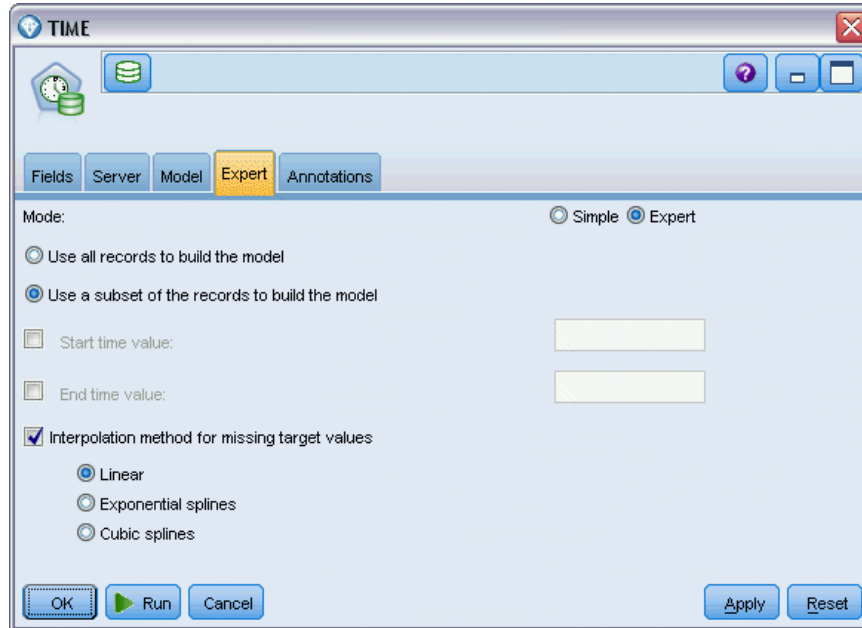 TIME
Fields Server Model Expert Annotations
Mode: Simple Expert
Use all records to build the model
Use a subset of the records to build the model
Start time value:
End time value:
Interpolation method for missing target values
Linear
Exponential splines
Cubic splines
OK Run Cancel Apply Reset